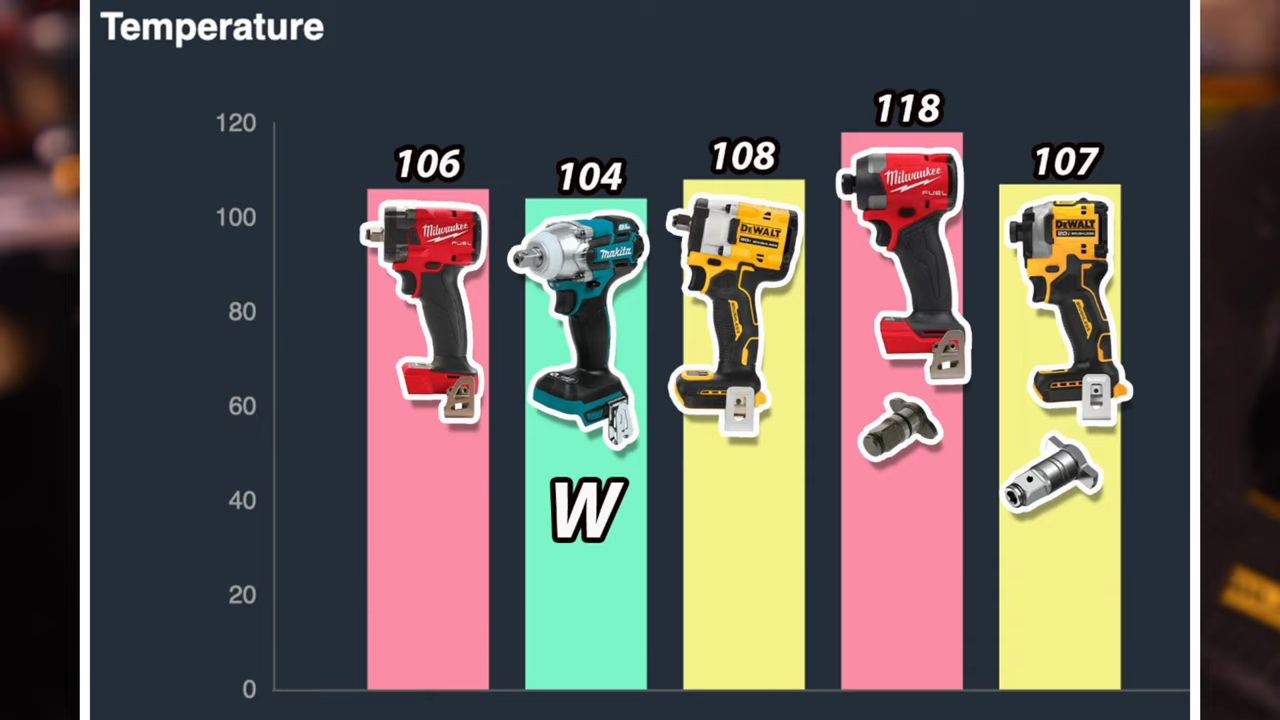 Temperature
120
100
80
60
40
20
0
106
104
108
118
107
Milwaukee
FUEL
makita
DEWALT
Milwaukee
FUEL
DEWALT
W